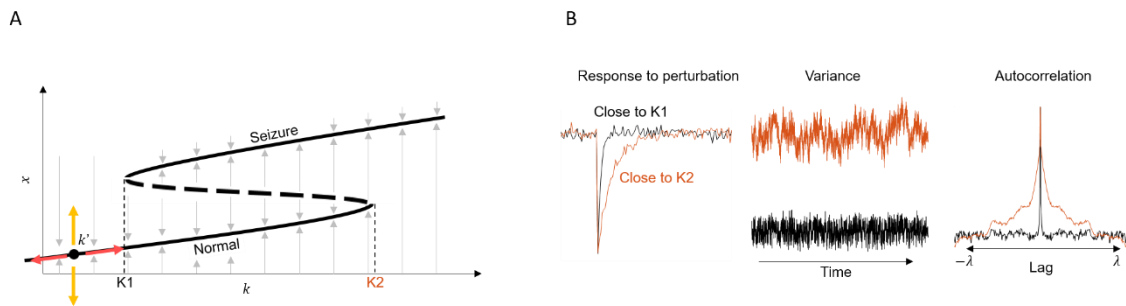 A
x
Seizure
k'
Normal
K1
k
K2
B
Response to perturbation
Variance
Autocorrelation
Close to K1
Close to K2
Time
−λ
Lag
λ